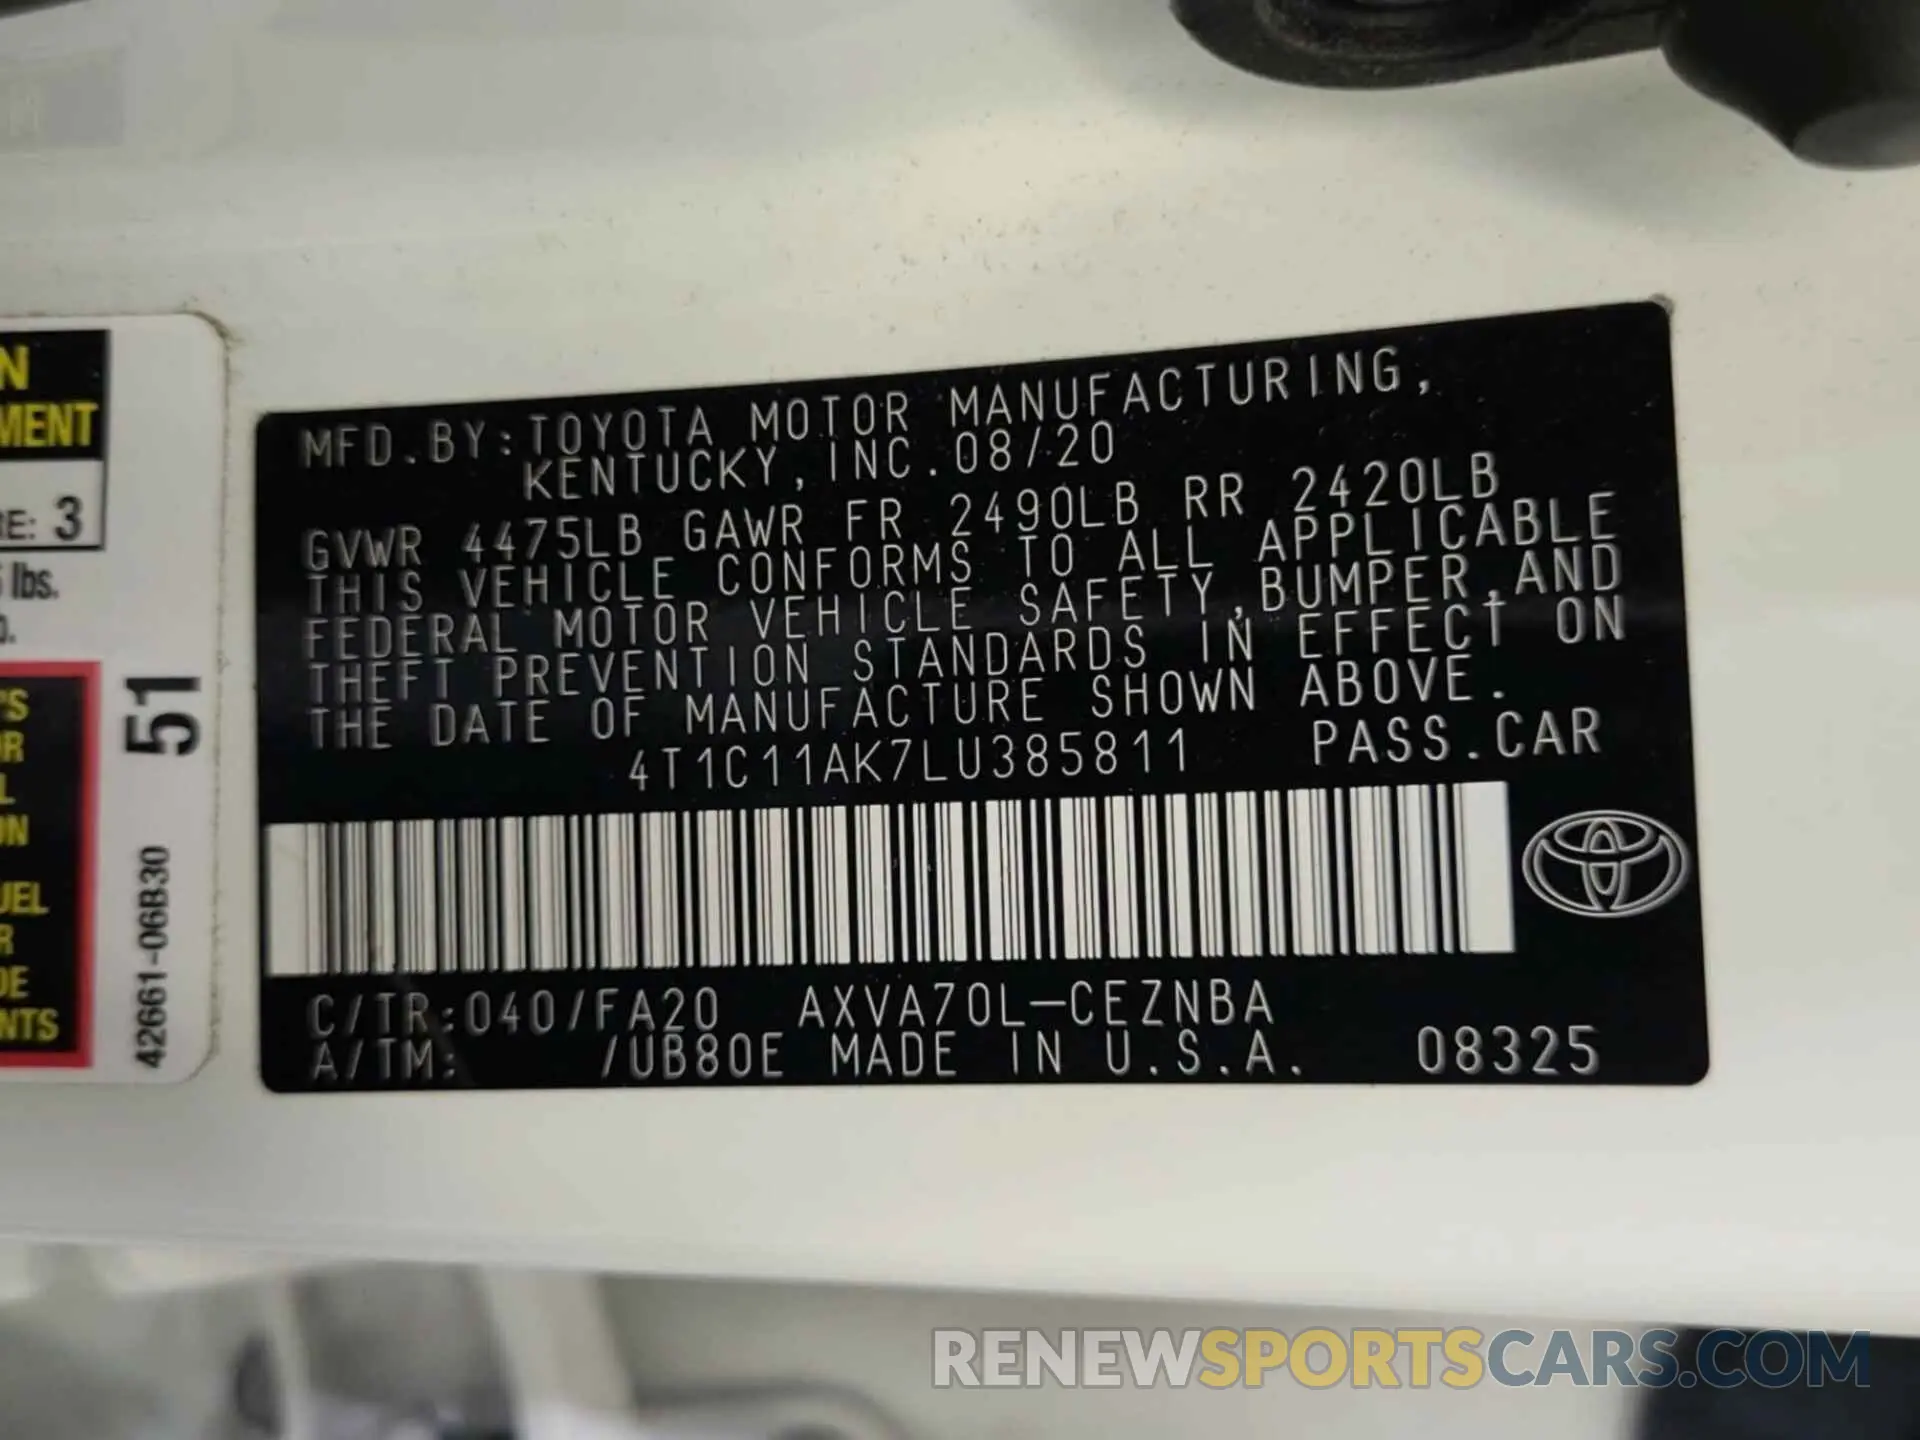 MFD.BY:TOYOTA MOTOR MANUFACTURING,
KENTUCKY,INC.08/20
GVWR 4475LB GAWR FR 2490LB RR 2420LB
THIS VEHICLE CONFORMS TO ALL APPLICABLE
FEDERAL MOTOR VEHICLE SAFETY,BUMPER,AND
THEFT PREVENTION STANDARDS IN EFFECT ON
THE DATE OF MANUFACTURE SHOWN ABOVE.
4T1C11AK7LU385811 PASS.CAR
C/TR:040/FA20 AXVA70L-CEZNBA
A/TM: /UB80E MADE IN U.S.A. 08325
3
lbs.
51
42661-06B30
RENEWSPORTSCARS.COM